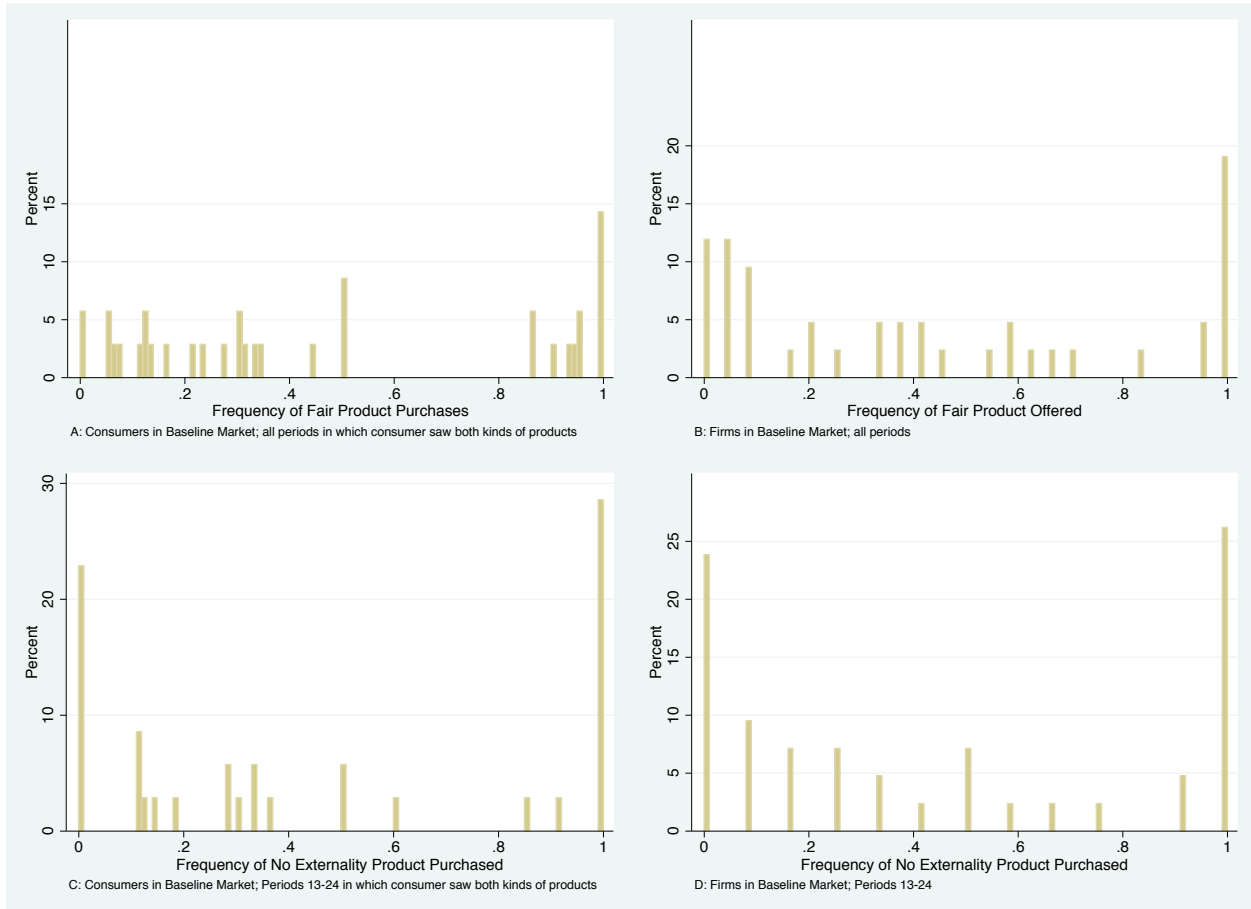 Percent
15
10
5
0
0 .2 .4 .6 .8 1
Frequency of Fair Product Purchases
A: Consumers in Baseline Market; all periods in which consumer saw both kinds of products
Percent
20
15
10
5
0
0 .2 .4 .6 .8 1
Frequency of Fair Product Offered
B: Firms in Baseline Market; all periods
Percent
30
20
10
0
0 .2 .4 .6 .8 1
Frequency of No Externality Product Purchased
C: Consumers in Baseline Market; Periods 13-24 in which consumer saw both kinds of products
Percent
25
20
15
10
5
0
0 .2 .4 .6 .8 1
Frequency of No Externality Product Purchased
D: Firms in Baseline Market; Periods 13-24